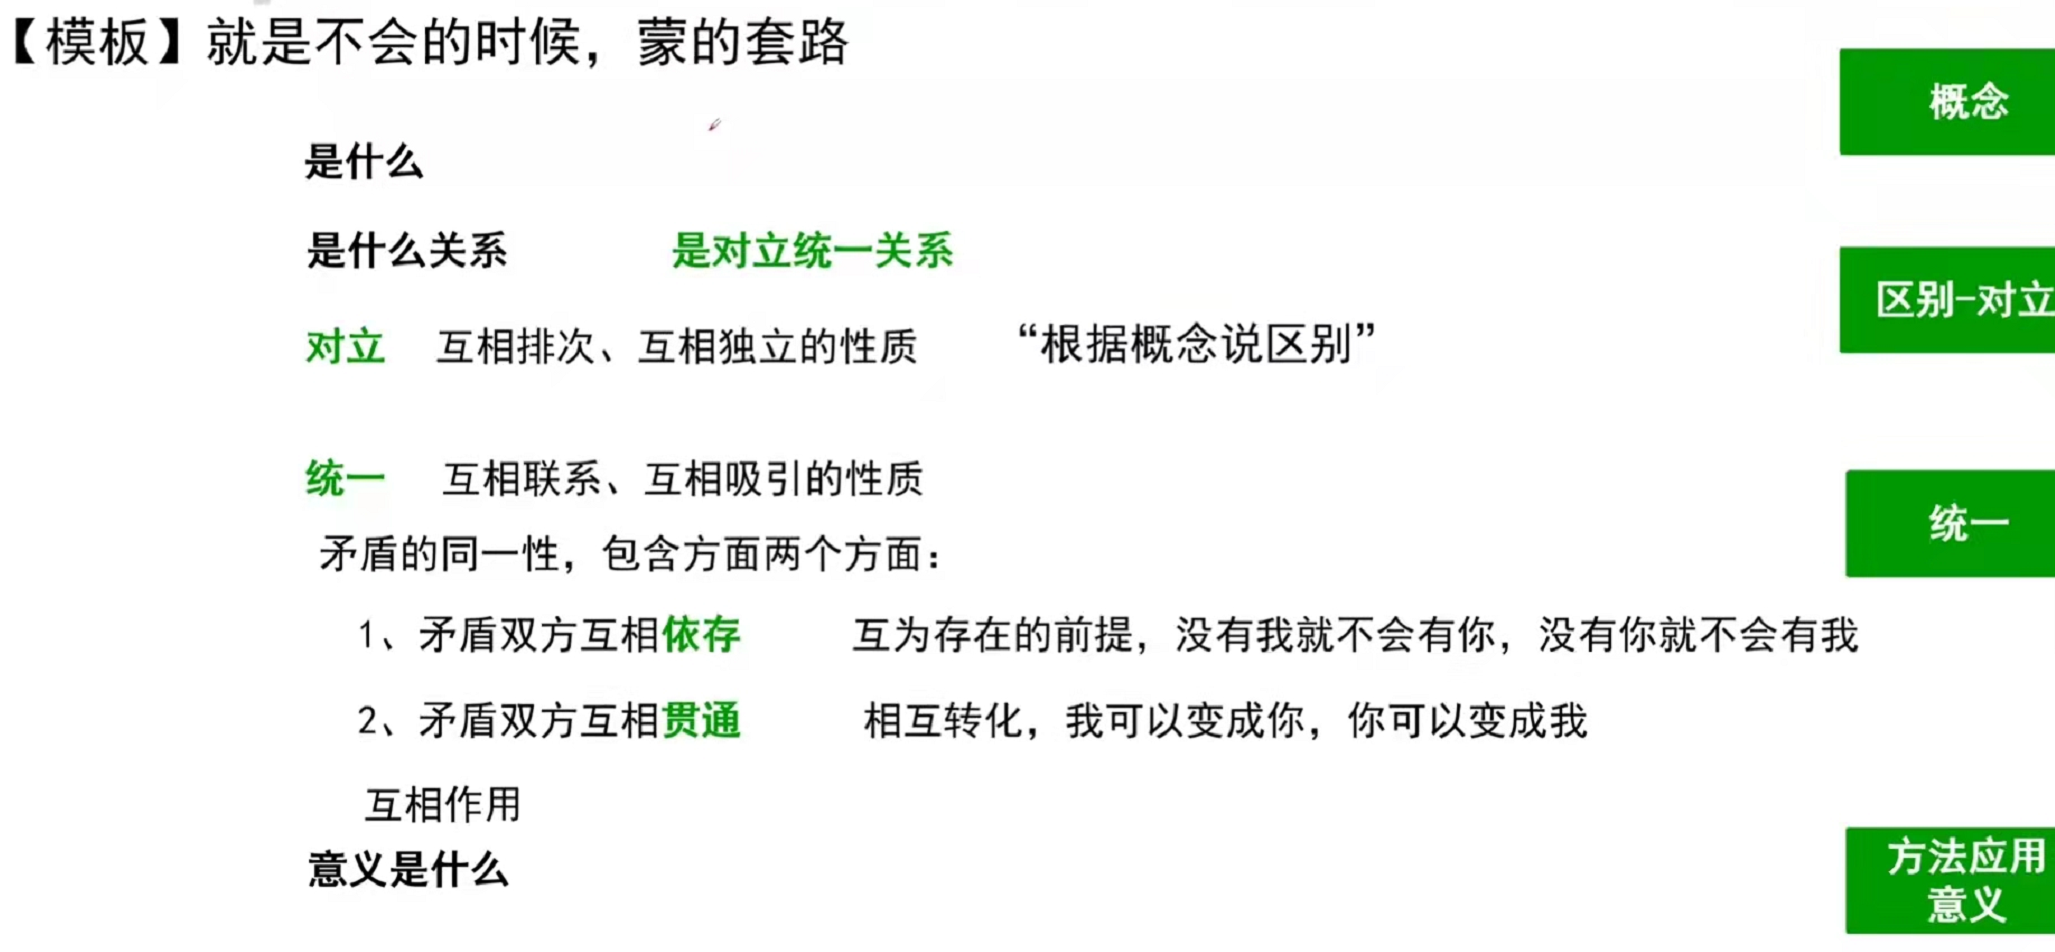 【模板】就是不会的时候，蒙的套路
概念
是什么
是什么关系 是对立统一关系
区别-对立
对立 互相排次、互相独立的性质 “根据概念说区别”
统一 互相联系、互相吸引的性质
统一
矛盾的同一性，包含方面两个方面：
1、矛盾双方互相依存 互为存在的前提，没有我就不会有你，没有你就不会有我
2、矛盾双方互相贯通 相互转化，我可以变成你，你可以变成我
互相作用
意义是什么
方法应用
意义